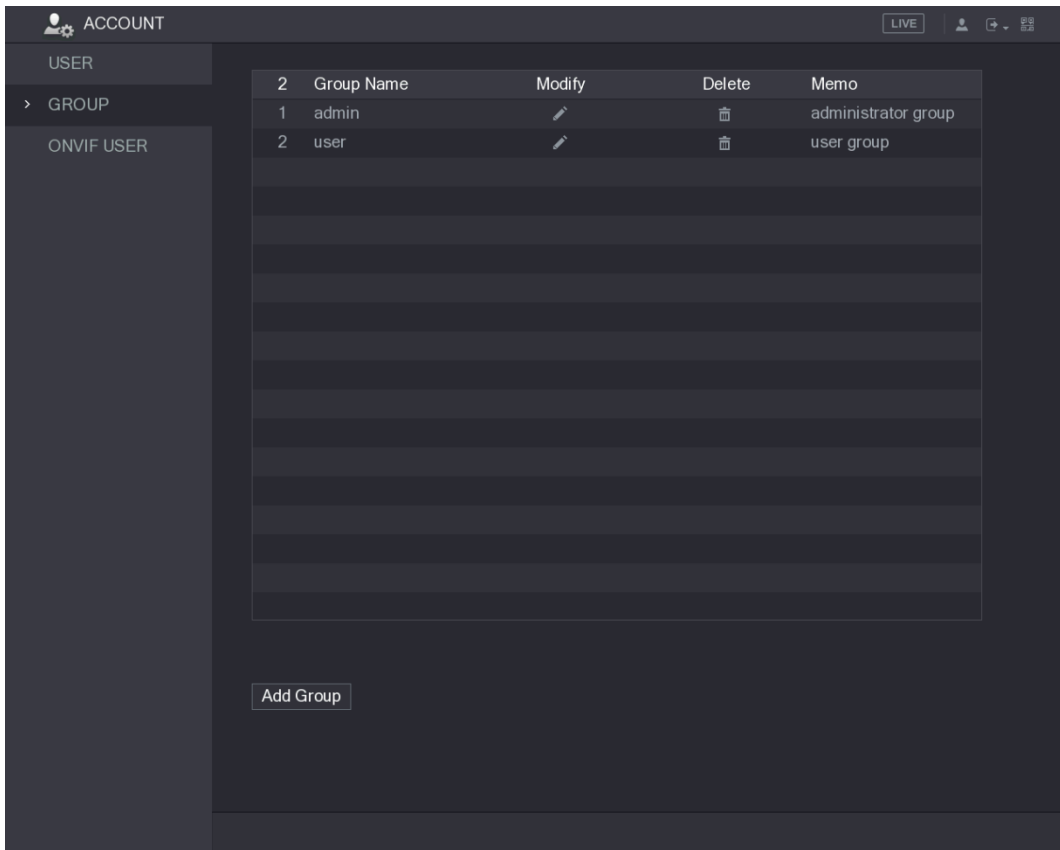 ACCOUNT LIVE
USER
GROUP
ONVIF USER
2 Group Name Modify Delete Memo
1 admin administrator group
2 user user group
Add Group